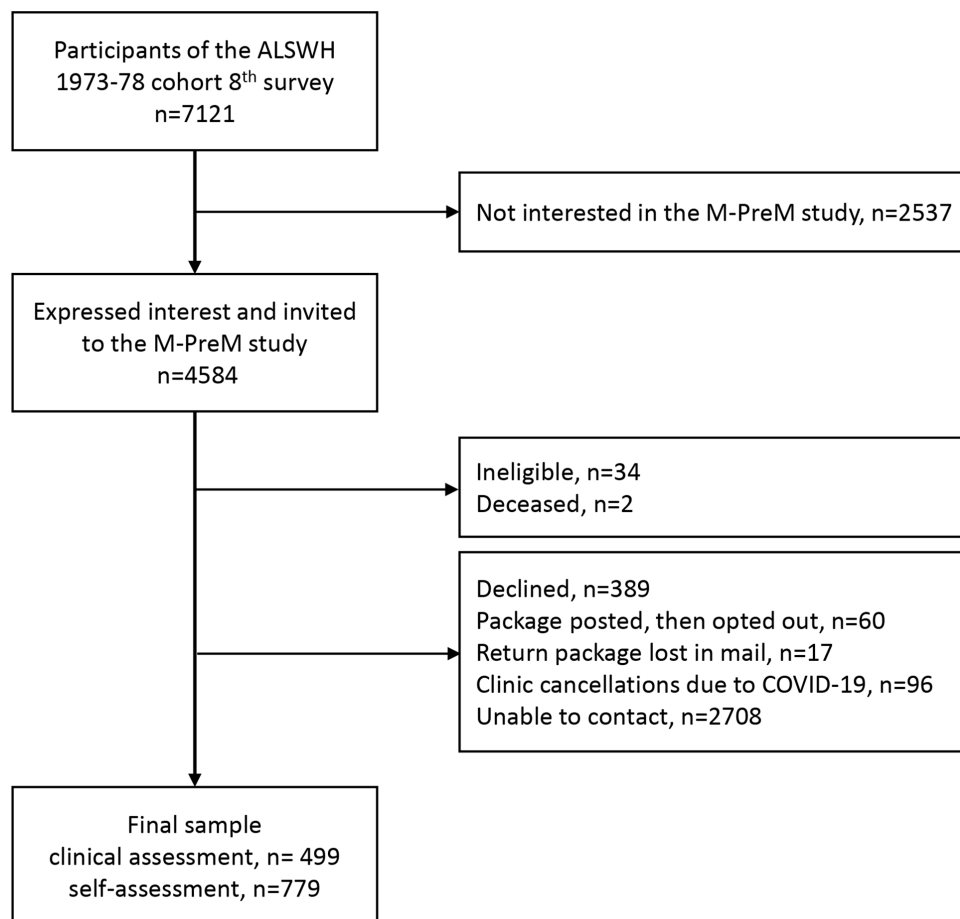 Participants of the ALSWH
1973-78 cohort 8th survey
n=7121
Not interested in the M-PreM study, n=2537
Expressed interest and invited
to the M-PreM study
n=4584
Ineligible, n=34
Deceased, n=2
Declined, n=389
Package posted, then opted out, n=60
Return package lost in mail, n=17
Clinic cancellations due to COVID-19, n=96
Unable to contact, n=2708
Final sample
clinical assessment, n= 499
self-assessment, n=779